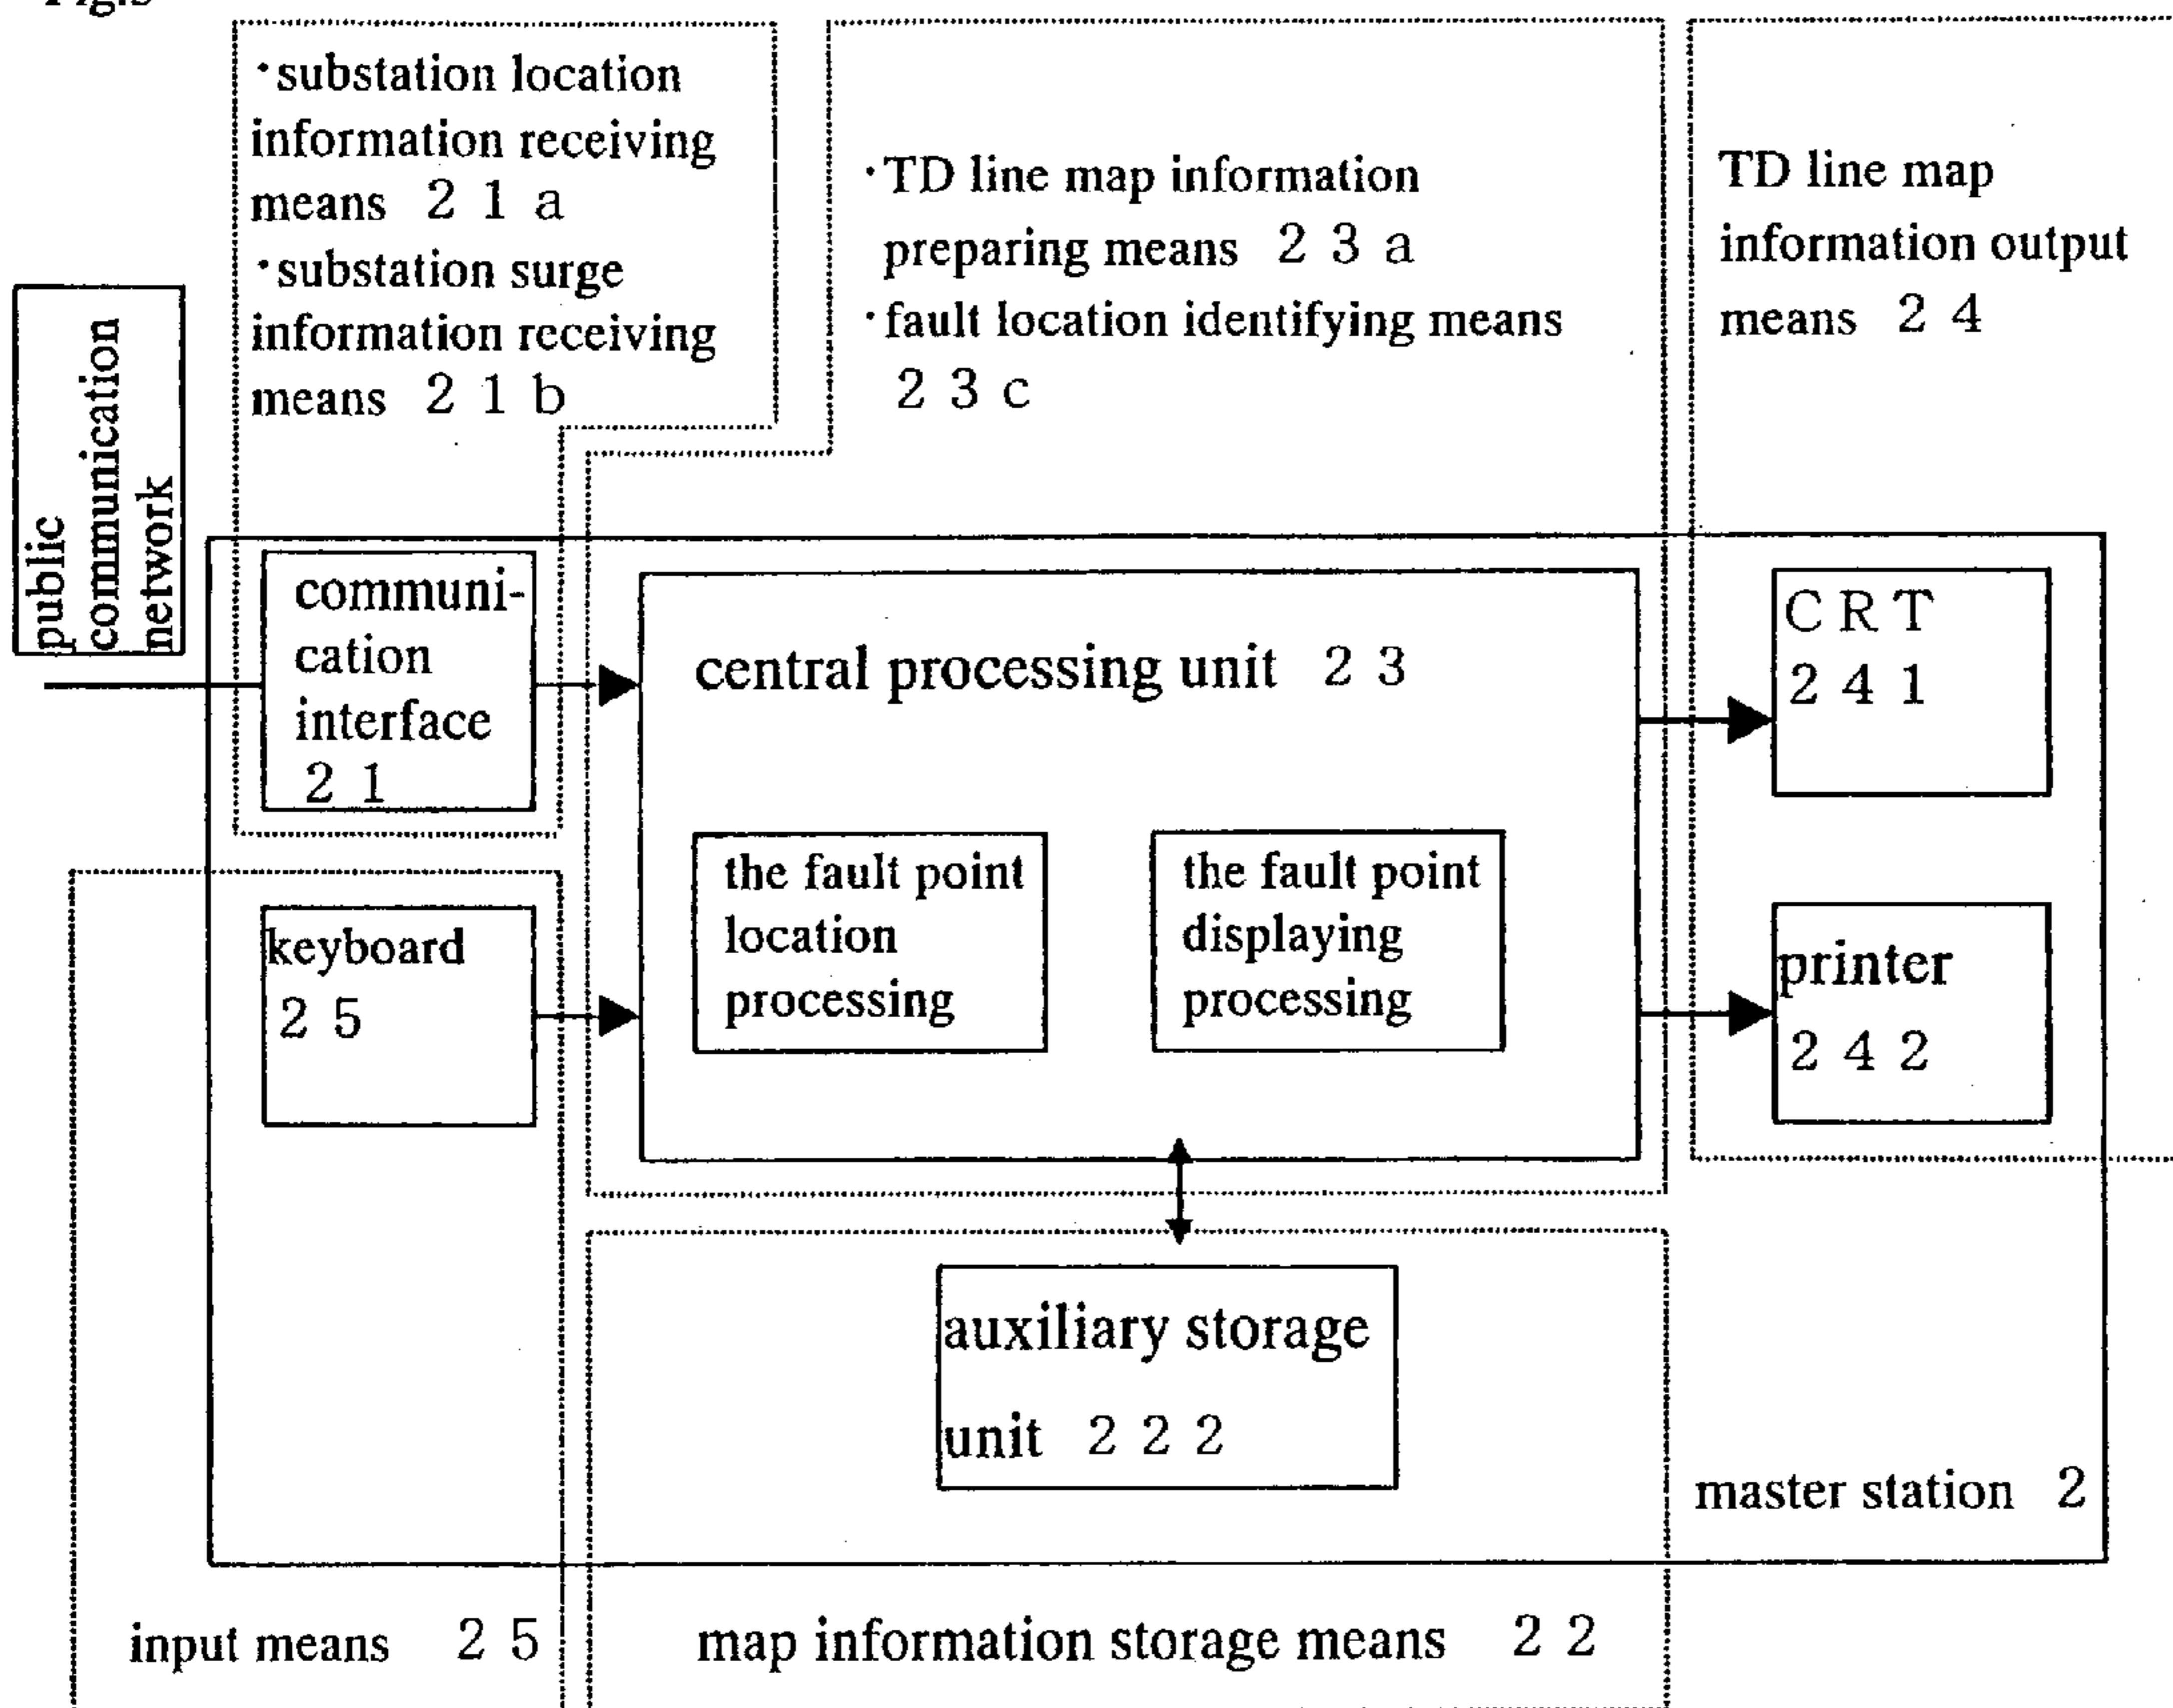 ·substation location
information receiving
means 2 1 a
·substation surge
information receiving
means 2 1 b
·TD line map information
preparing means 2 3 a
·fault location identifying means
2 3 c
TD line map
information output
means 2 4
public
communication
network
communi-
cation
interface
2 1
central processing unit 2 3
C R T
2 4 1
the fault point
location
processing
the fault point
displaying
processing
keyboard
2 5
printer
2 4 2
auxiliary storage
unit 2 2 2
master station 2
input means 2 5
map information storage means 2 2